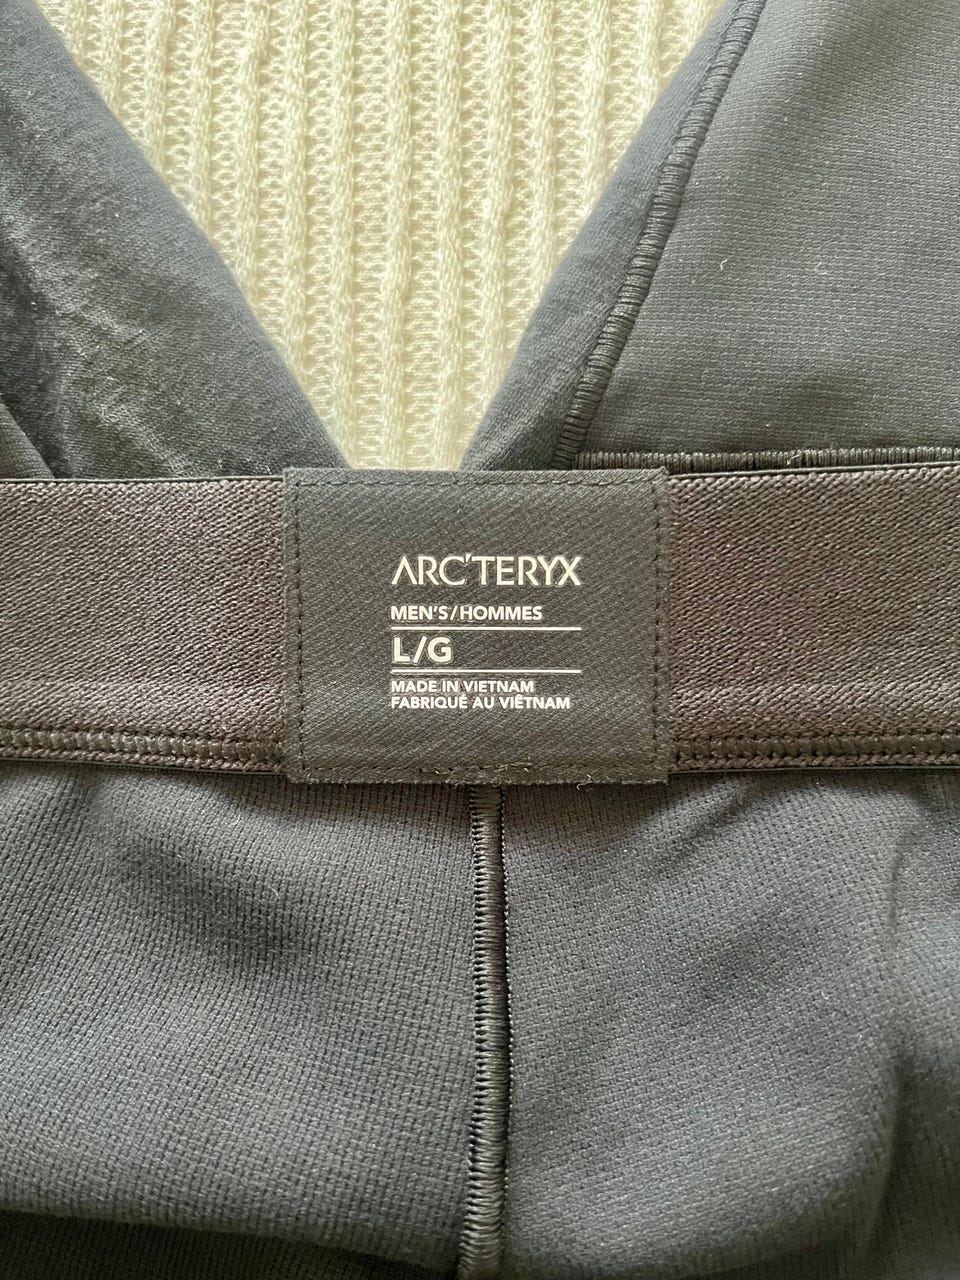 ARC'TERYX
MEN'S/HOMMES
L/G
MADE IN VIETNAM
FABRIQUÉ AU VIÊTNAM